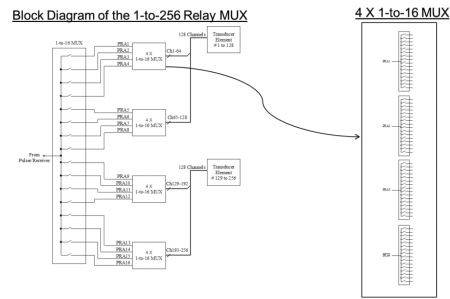 Block Diagram of the 1-to-256 Relay MUX
4 X 1-to-16 MUX
1-to-16 MUX
PRA1
PRA2
PRA3
PRA4
4 X
1-to-16 MUX
Ch1-64
128 Channels
Transducer
Element
# 1 to 128
PRA5
PRA6
PRA7
PRA8
4 X
1-to-16 MUX
Ch65-128
From
Pulser/Receiver
PRA9
PRA10
PRA11
PRA12
4 X
1-to-16 MUX
Ch129-192
128 Channels
Transducer
Element
# 129 to 256
PRA13
PRA14
PRA15
PRA16
4 X
1-to-16 MUX
Ch193-256